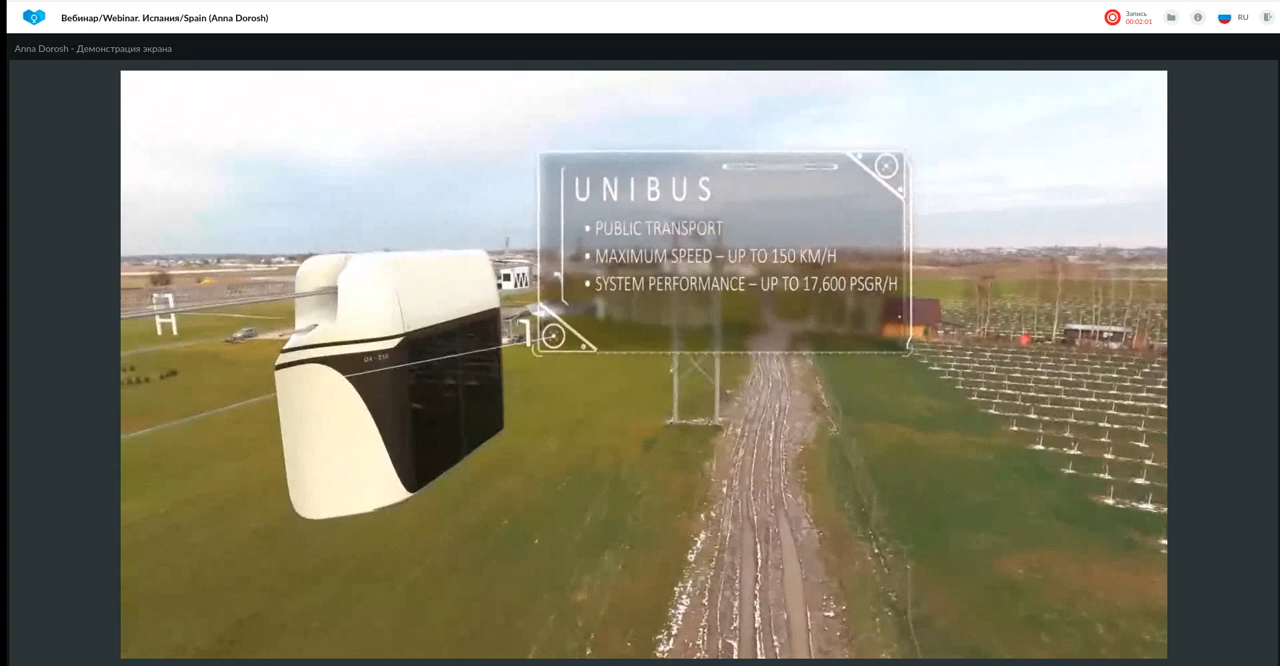 Вебинар/Webinar. Испания/Spain (Anna Dorosh)
Запись
00:02:01
RU
Anna Dorosh - Демонстрация экрана
UNIBUS
• PUBLIC TRANSPORT
• MAXIMUM SPEED – UP TO 150 KM/H
• SYSTEM PERFORMANCE – UP TO 17,600 PSGR/H